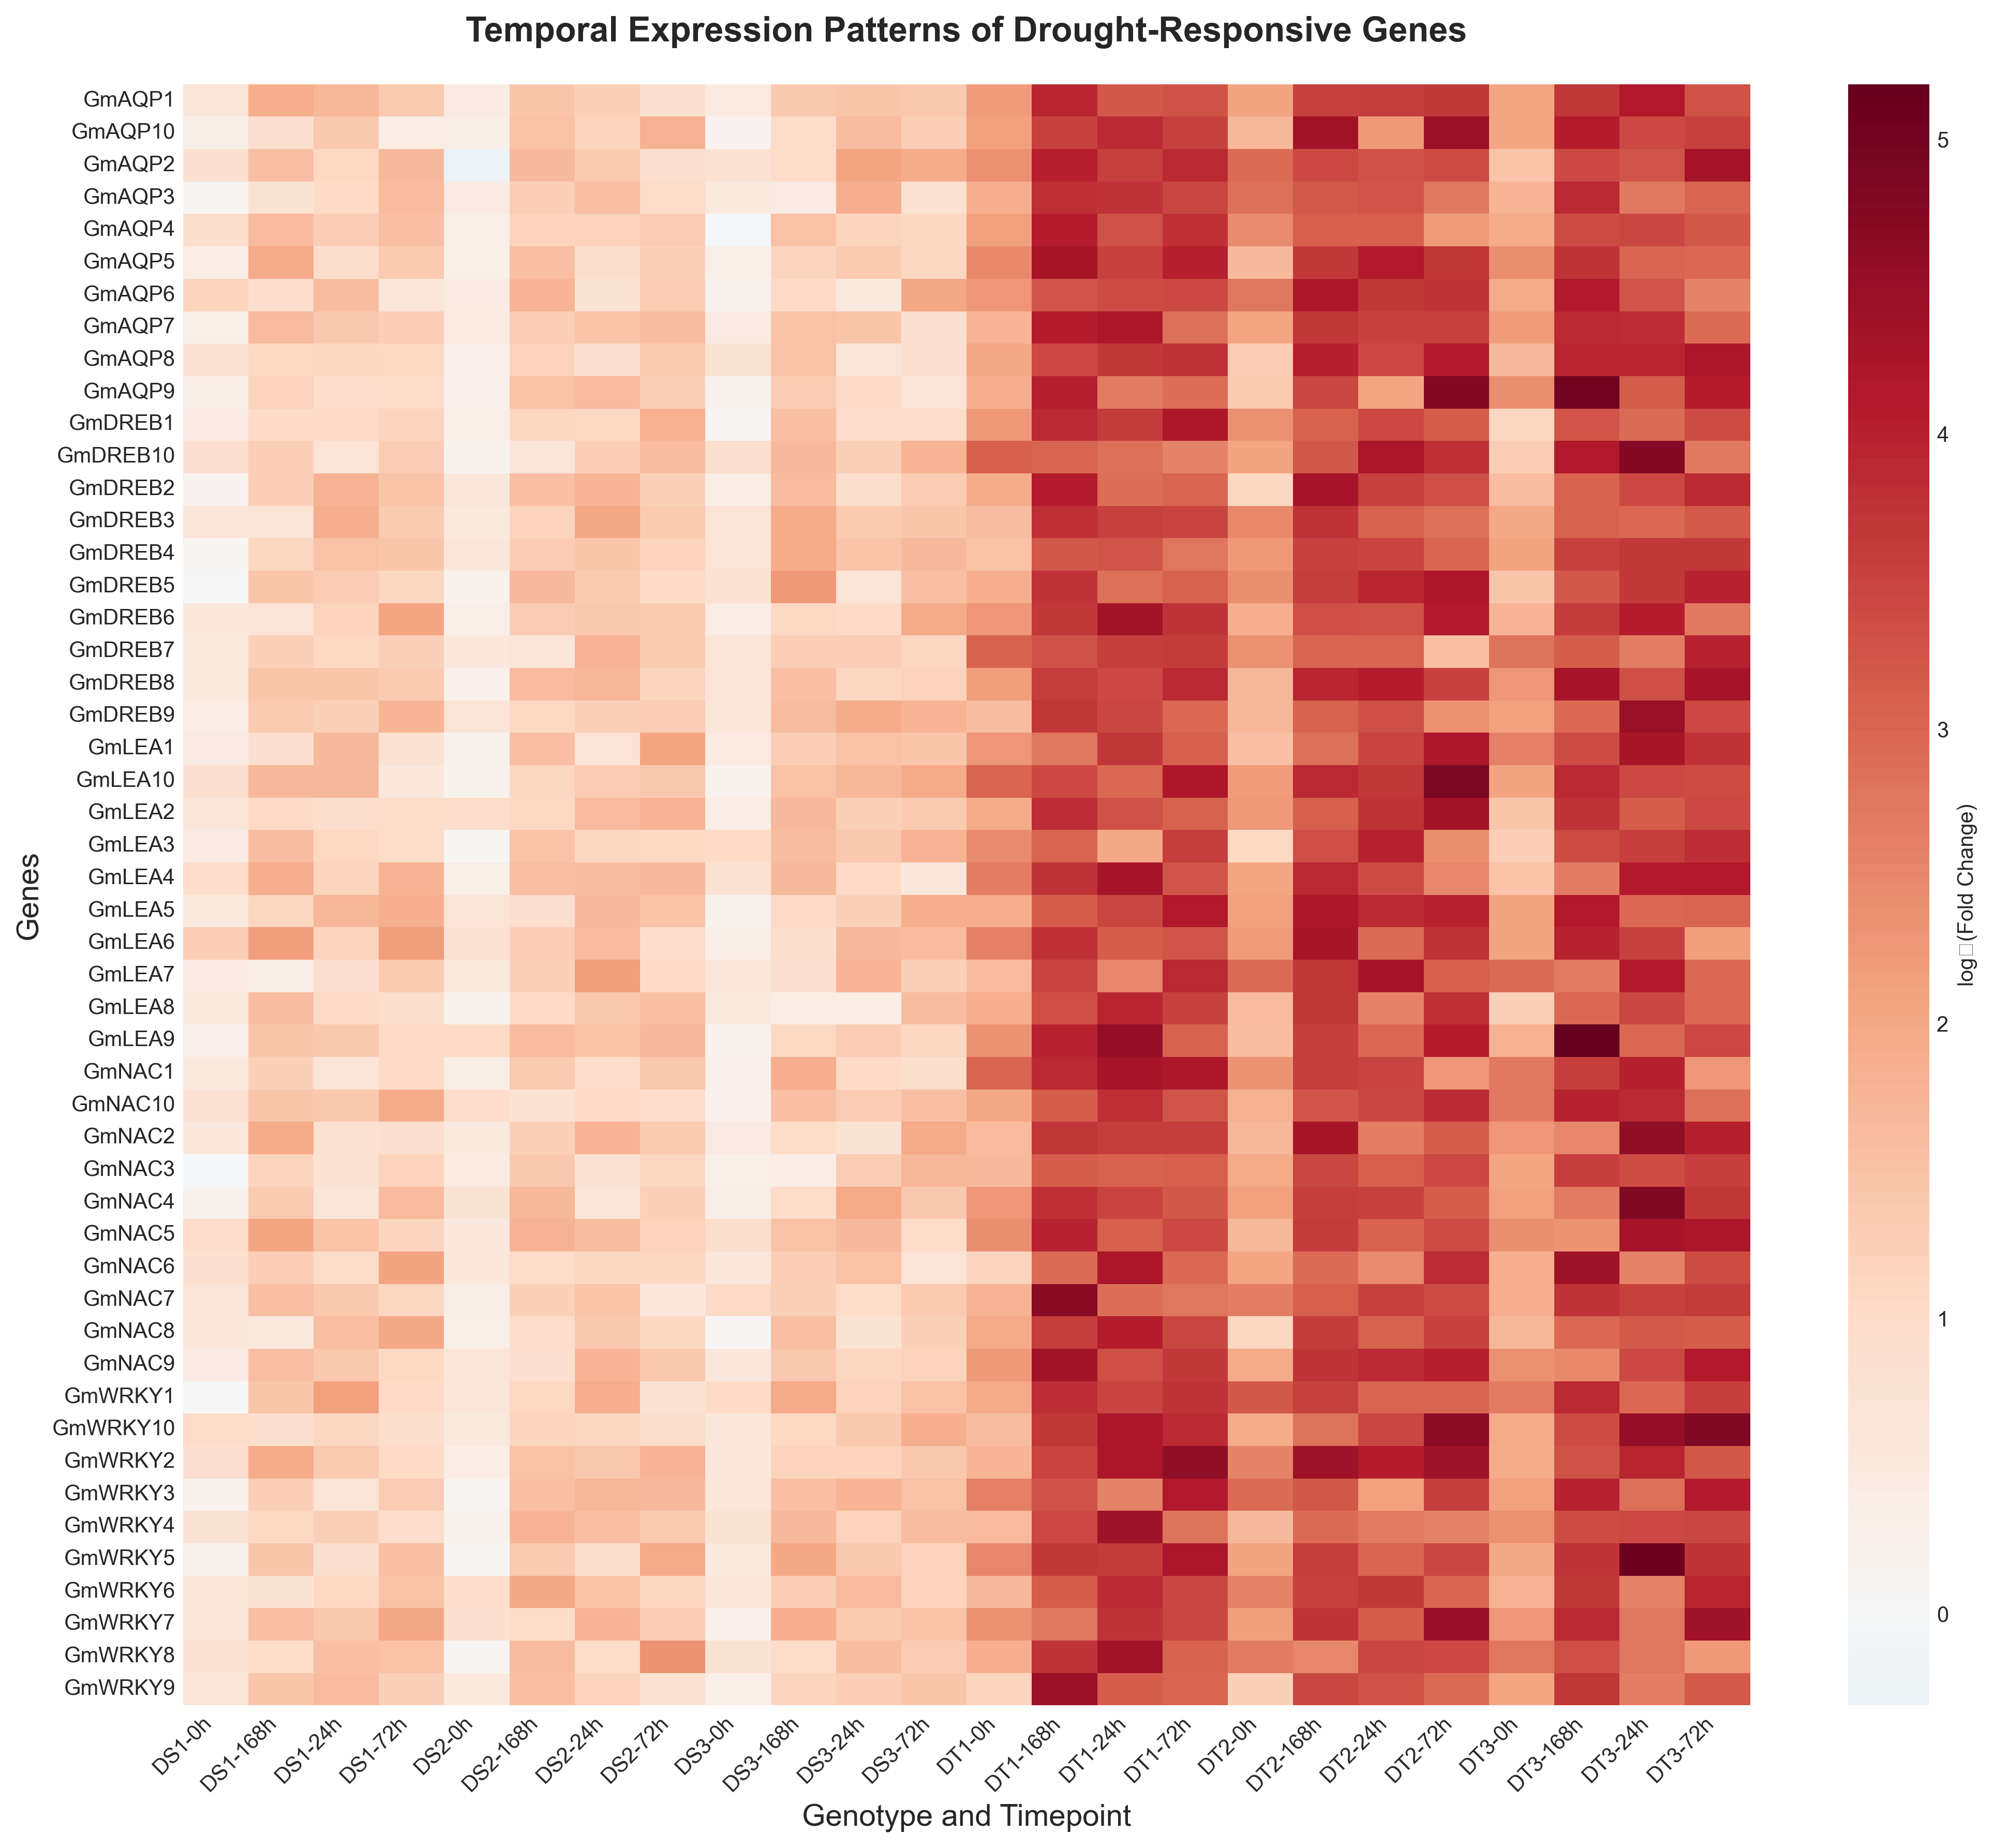 Temporal Expression Patterns of Drought-Responsive Genes
GmAQP1
GmAQP10
GmAQP2
GmAQP3
GmAQP4
GmAQP5
GmAQP6
GmAQP7
GmAQP8
GmAQP9
GmDREB1
GmDREB10
GmDREB2
GmDREB3
GmDREB4
GmDREB5
GmDREB6
GmDREB7
GmDREB8
GmDREB9
GmLEA1
GmLEA10
GmLEA2
GmLEA3
GmLEA4
GmLEA5
GmLEA6
GmLEA7
GmLEA8
GmLEA9
GmNAC1
GmNAC10
GmNAC2
GmNAC3
GmNAC4
GmNAC5
GmNAC6
GmNAC7
GmNAC8
GmNAC9
GmWRKY1
GmWRKY10
GmWRKY2
GmWRKY3
GmWRKY4
GmWRKY5
GmWRKY6
GmWRKY7
GmWRKY8
GmWRKY9
Genes
DS1-0h
DS1-168h
DS1-24h
DS1-72h
DS2-0h
DS2-168h
DS2-24h
DS2-72h
DS3-0h
DS3-168h
DS3-24h
DS3-72h
DT1-0h
DT1-168h
DT1-24h
DT1-72h
DT2-0h
DT2-168h
DT2-24h
DT2-72h
DT3-0h
DT3-168h
DT3-24h
DT3-72h
Genotype and Timepoint
5
4
3
2
1
0
log□(Fold Change)